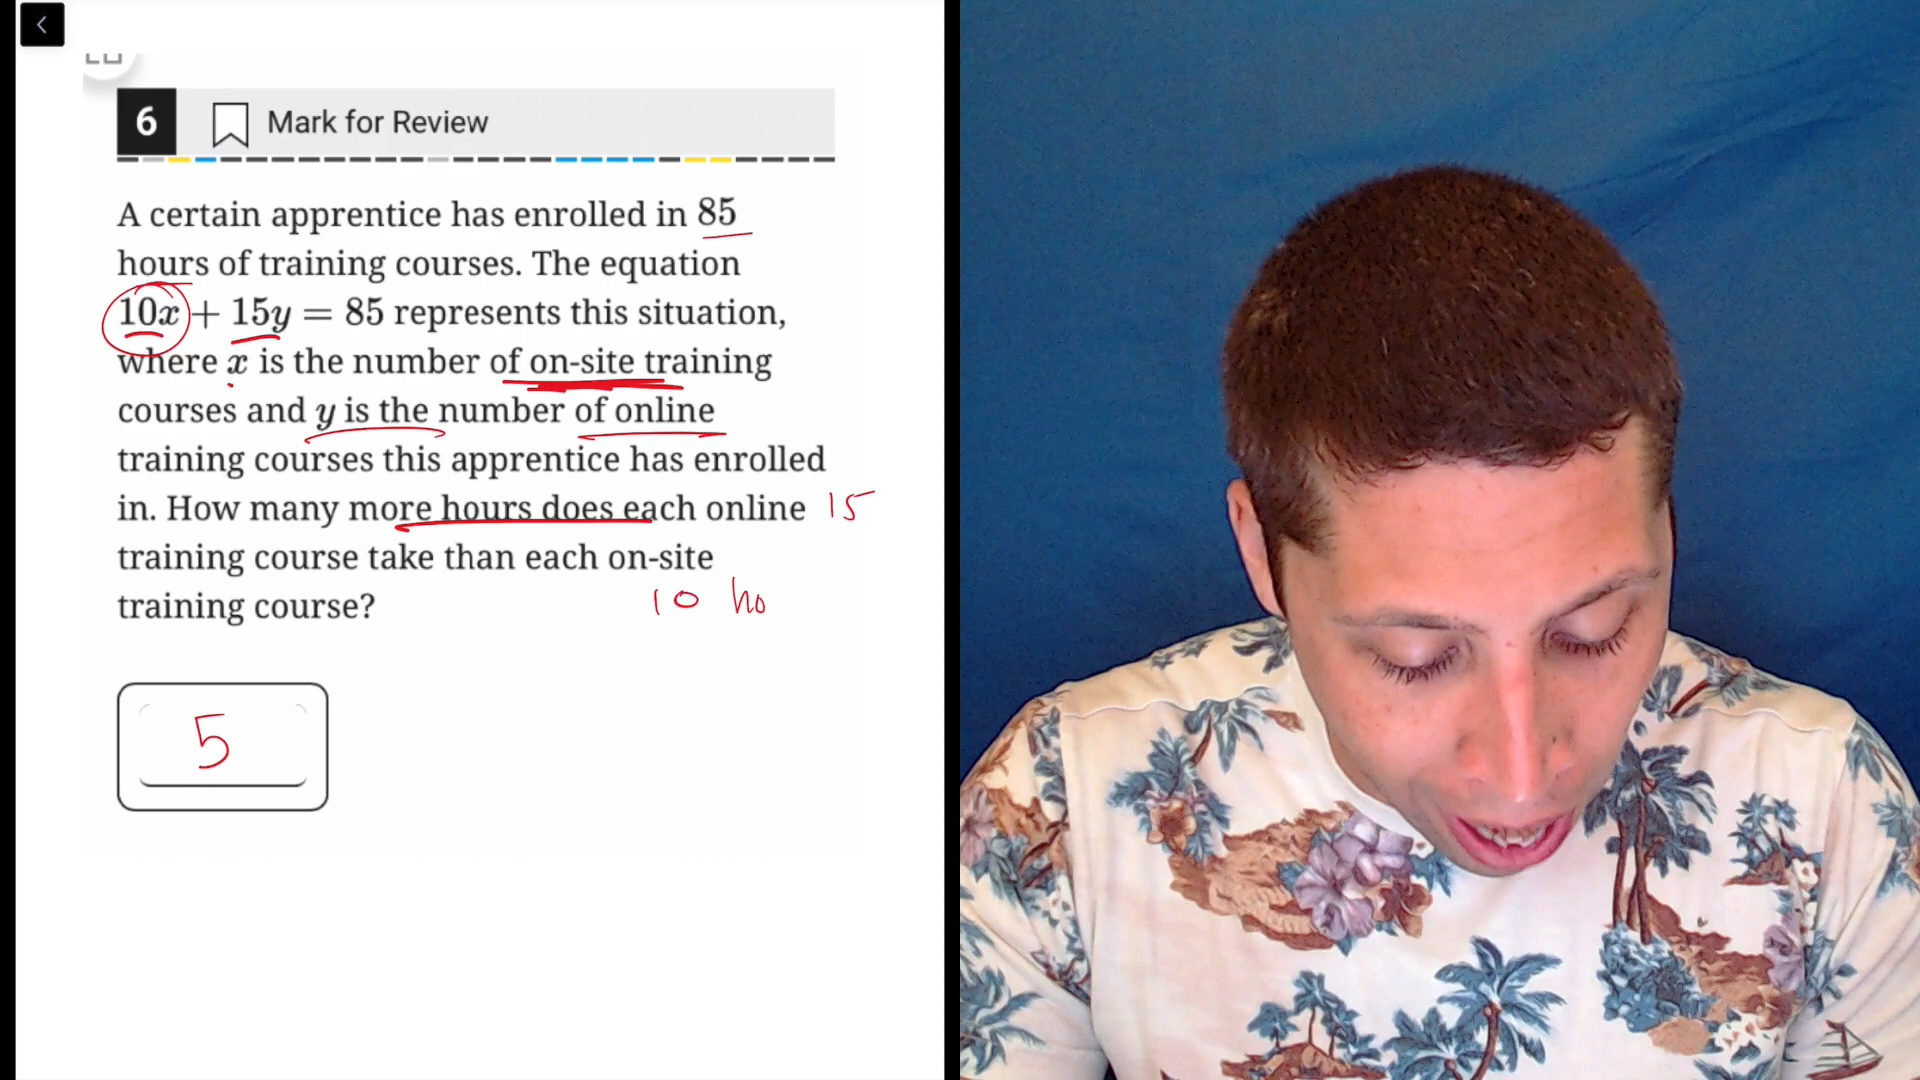 6 Mark for Review
A certain apprentice has enrolled in 85
hours of training courses. The equation
10x + 15y = 85 represents this situation,
where x is the number of on-site training
courses and y is the number of online
training courses this apprentice has enrolled
in. How many more hours does each online 15
training course take than each on-site
training course? 10 ho
5